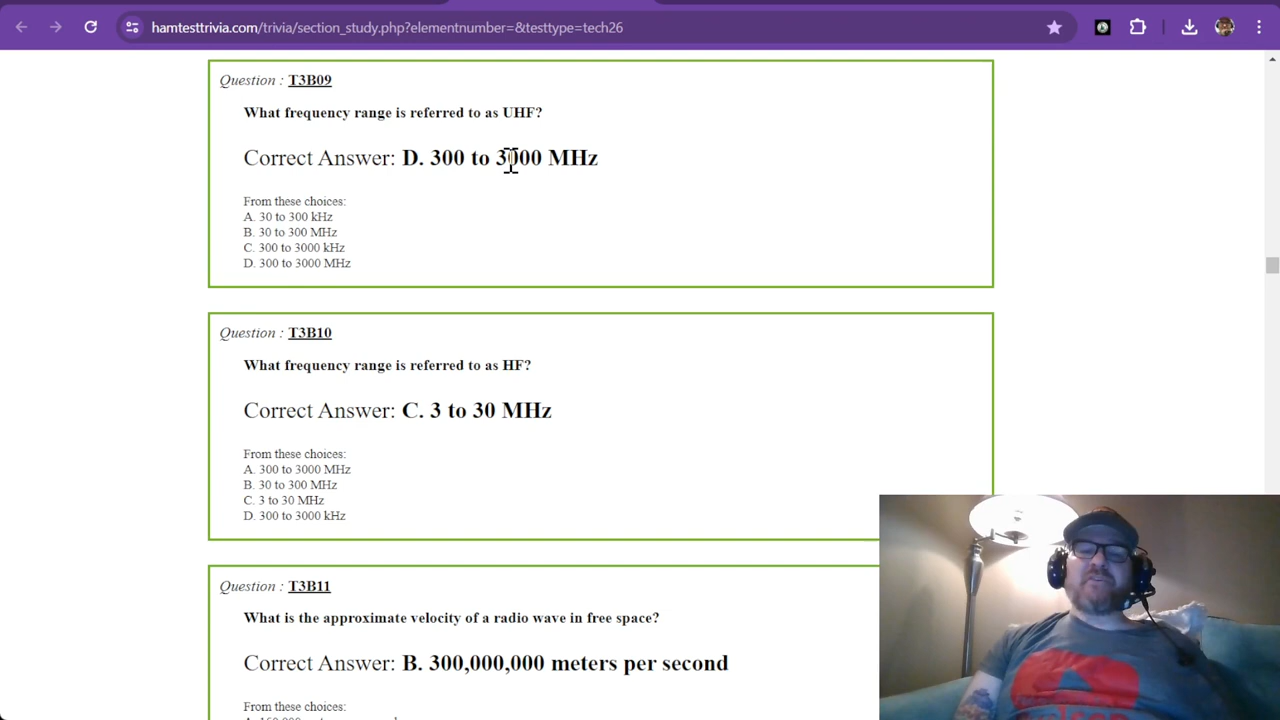 hamtesttrivia.com/trivia/section_study.php?elementnumber=&testtype=tech26
Question : T3B09
What frequency range is referred to as UHF?
Correct Answer: D. 300 to 3000 MHz
From these choices:
A. 30 to 300 kHz
B. 30 to 300 MHz
C. 300 to 3000 kHz
D. 300 to 3000 MHz
Question : T3B10
What frequency range is referred to as HF?
Correct Answer: C. 3 to 30 MHz
From these choices:
A. 300 to 3000 MHz
B. 30 to 300 MHz
C. 3 to 30 MHz
D. 300 to 3000 kHz
Question : T3B11
What is the approximate velocity of a radio wave in free space?
Correct Answer: B. 300,000,000 meters per second
From these choices: